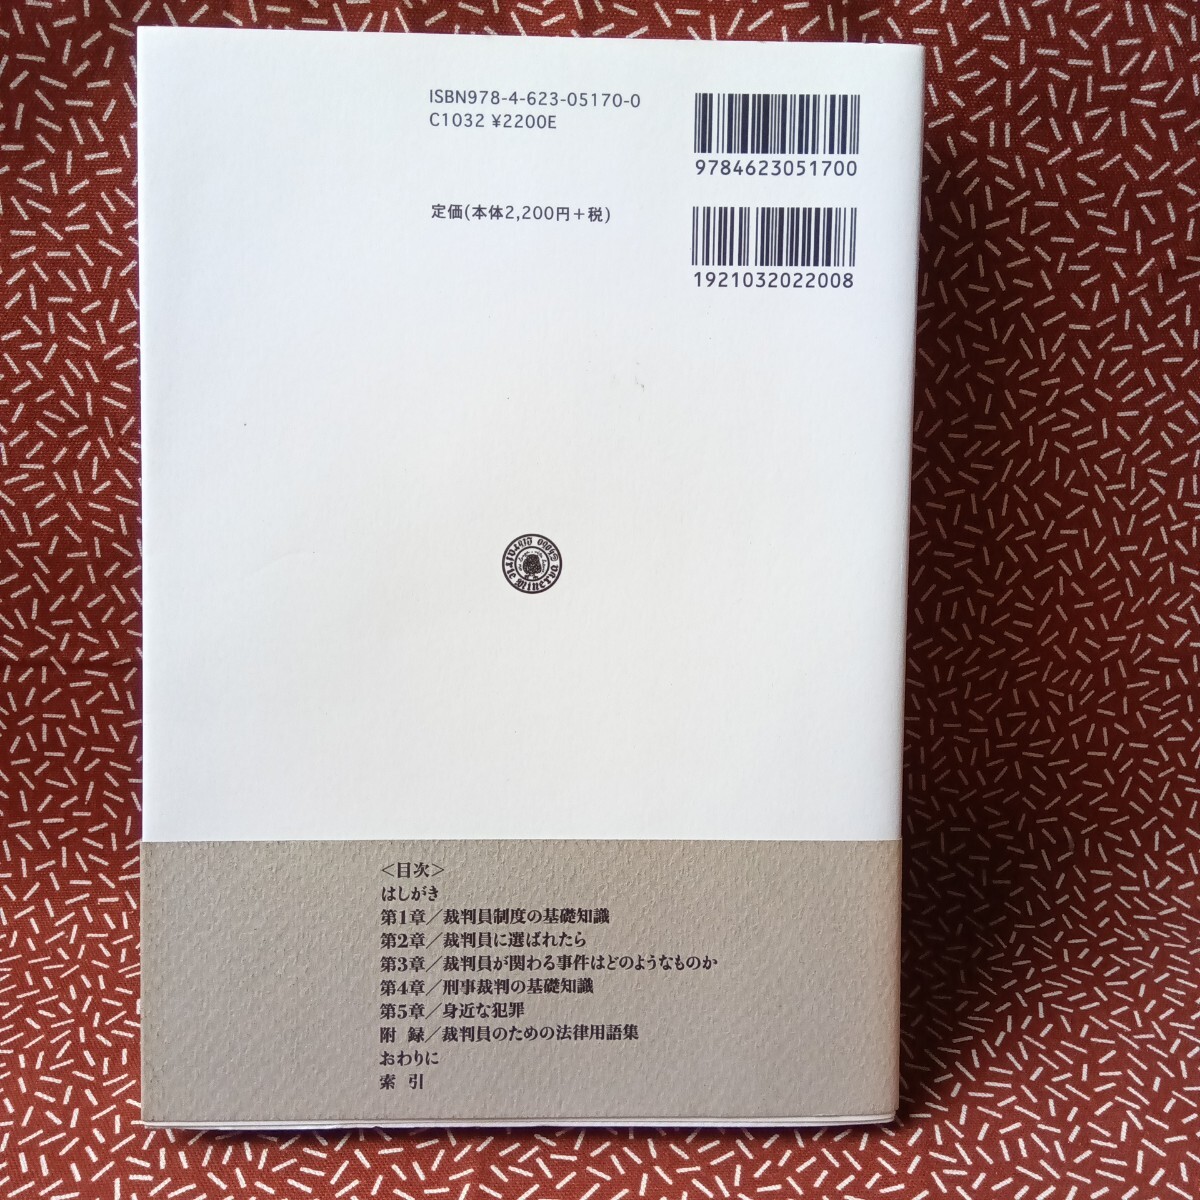 ISBN978-4-623-05170-0
C1032 ¥2200E
9784623051700
定価(本体2,200円＋税)
1921032022008
Minerva
<目次>
はしがき
第1章／裁判員制度の基礎知識
第2章／裁判員に選ばれたら
第3章／裁判員が関わる事件はどのようなものか
第4章／刑事裁判の基礎知識
第5章／身近な犯罪
附 録／裁判員のための法律用語集
おわりに
索 引